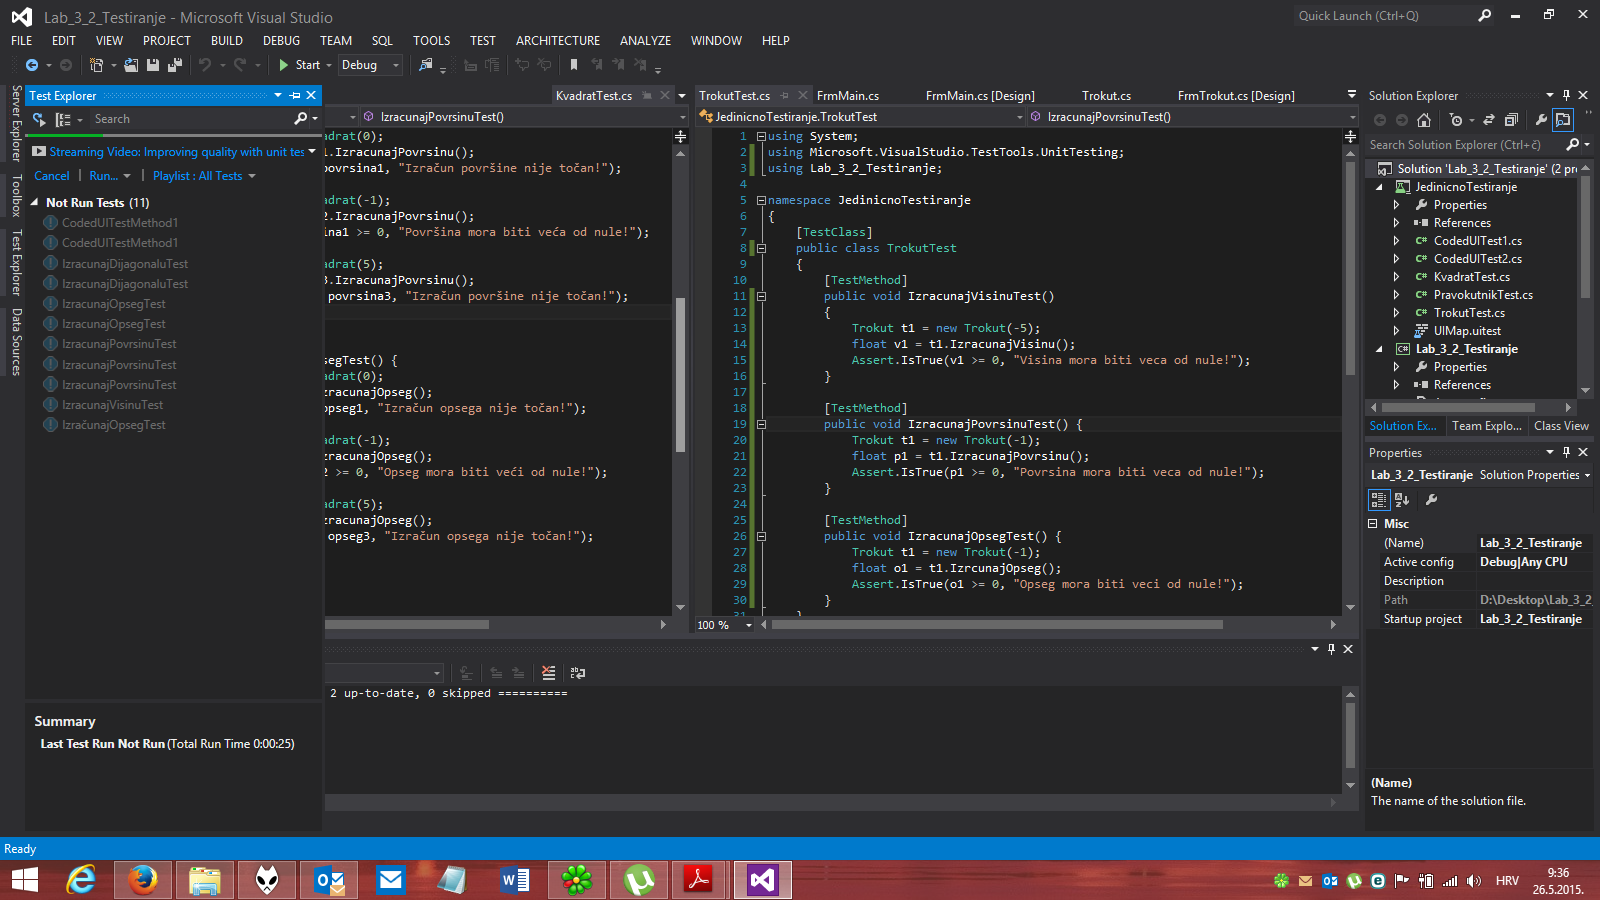 Lab_3_2_Testiranje - Microsoft Visual Studio
Quick Launch (Ctrl+Q)
FILE EDIT VIEW PROJECT BUILD DEBUG TEAM SQL TOOLS TEST ARCHITECTURE ANALYZE WINDOW HELP
Start Debug
Server Explorer
Toolbox
Test Explorer
Data Sources
Test Explorer
Search
Streaming Video: Improving quality with unit tes
Cancel Run... Playlist : All Tests
Not Run Tests (11)
CodedUITestMethod1
CodedUITestMethod1
IzracunajDijagonaluTest
IzracunajDijagonaluTest
IzracunajOpsegTest
IzracunajOpsegTest
IzracunajPovrsinuTest
IzracunajPovrsinuTest
IzracunajPovrsinuTest
IzracunajVisinuTest
IzračunajOpsegTest
Summary
Last Test Run Not Run (Total Run Time 0:00:25)
KvadratTest.cs
IzracunajPovrsinuTest()
adrat(0);
1.IzracunajPovrsinu();
povrsina1, "Izračun površine nije točan!");
adrat(-1);
2.IzracunajPovrsinu();
ina1 >= 0, "Površina mora biti veća od nule!");
adrat(5);
3.IzracunajPovrsinu();
povrsina3, "Izračun površine nije točan!");
segTest() {
adrat(0);
zracunajOpseg();
opseg1, "Izračun opsega nije točan!");
adrat(-1);
zracunajOpseg();
2 >= 0, "Opseg mora biti veći od nule!");
adrat(5);
zracunajOpseg();
opseg3, "Izračun opsega nije točan!");
TrokutTest.cs FrmMain.cs FrmMain.cs [Design] Trokut.cs FrmTrokut.cs [Design]
JedinicnoTestiranje.TrokutTest IzracunajPovrsinuTest()
1 using System;
2 using Microsoft.VisualStudio.TestTools.UnitTesting;
3 using Lab_3_2_Testiranje;
4
5 namespace JedinicnoTestiranje
6 {
7 [TestClass]
8 public class TrokutTest
9 {
10 [TestMethod]
11 public void IzracunajVisinuTest()
12 {
13 Trokut t1 = new Trokut(-5);
14 float v1 = t1.IzracunajVisinu();
15 Assert.IsTrue(v1 >= 0, "Visina mora biti veca od nule!");
16 }
17
18 [TestMethod]
19 public void IzracunajPovrsinuTest() {
20 Trokut t1 = new Trokut(-1);
21 float p1 = t1.IzracunajPovrsinu();
22 Assert.IsTrue(p1 >= 0, "Povrsina mora biti veca od nule!");
23 }
24
25 [TestMethod]
26 public void IzracunajOpsegTest() {
27 Trokut t1 = new Trokut(-1);
28 float o1 = t1.IzrcunajOpseg();
29 Assert.IsTrue(o1 >= 0, "Opseg mora biti veci od nule!");
30 }
31 }
100 %
2 up-to-date, 0 skipped ==========
Solution Explorer
Search Solution Explorer (Ctrl+č)
Solution 'Lab_3_2_Testiranje' (2 pr
JedinicnoTestiranje
Properties
References
CodedUITest1.cs
CodedUITest2.cs
KvadratTest.cs
PravokutnikTest.cs
TrokutTest.cs
UIMap.uitest
Lab_3_2_Testiranje
Properties
References
Solution Ex... Team Explo... Class View
Properties
Lab_3_2_Testiranje Solution Properties
Misc
(Name) Lab_3_2_Testiranje
Active config Debug|Any CPU
Description
Path D:\Desktop\Lab_3_2_
Startup project Lab_3_2_Testiranje
(Name)
The name of the solution file.
Ready
HRV
9:36
26.5.2015.